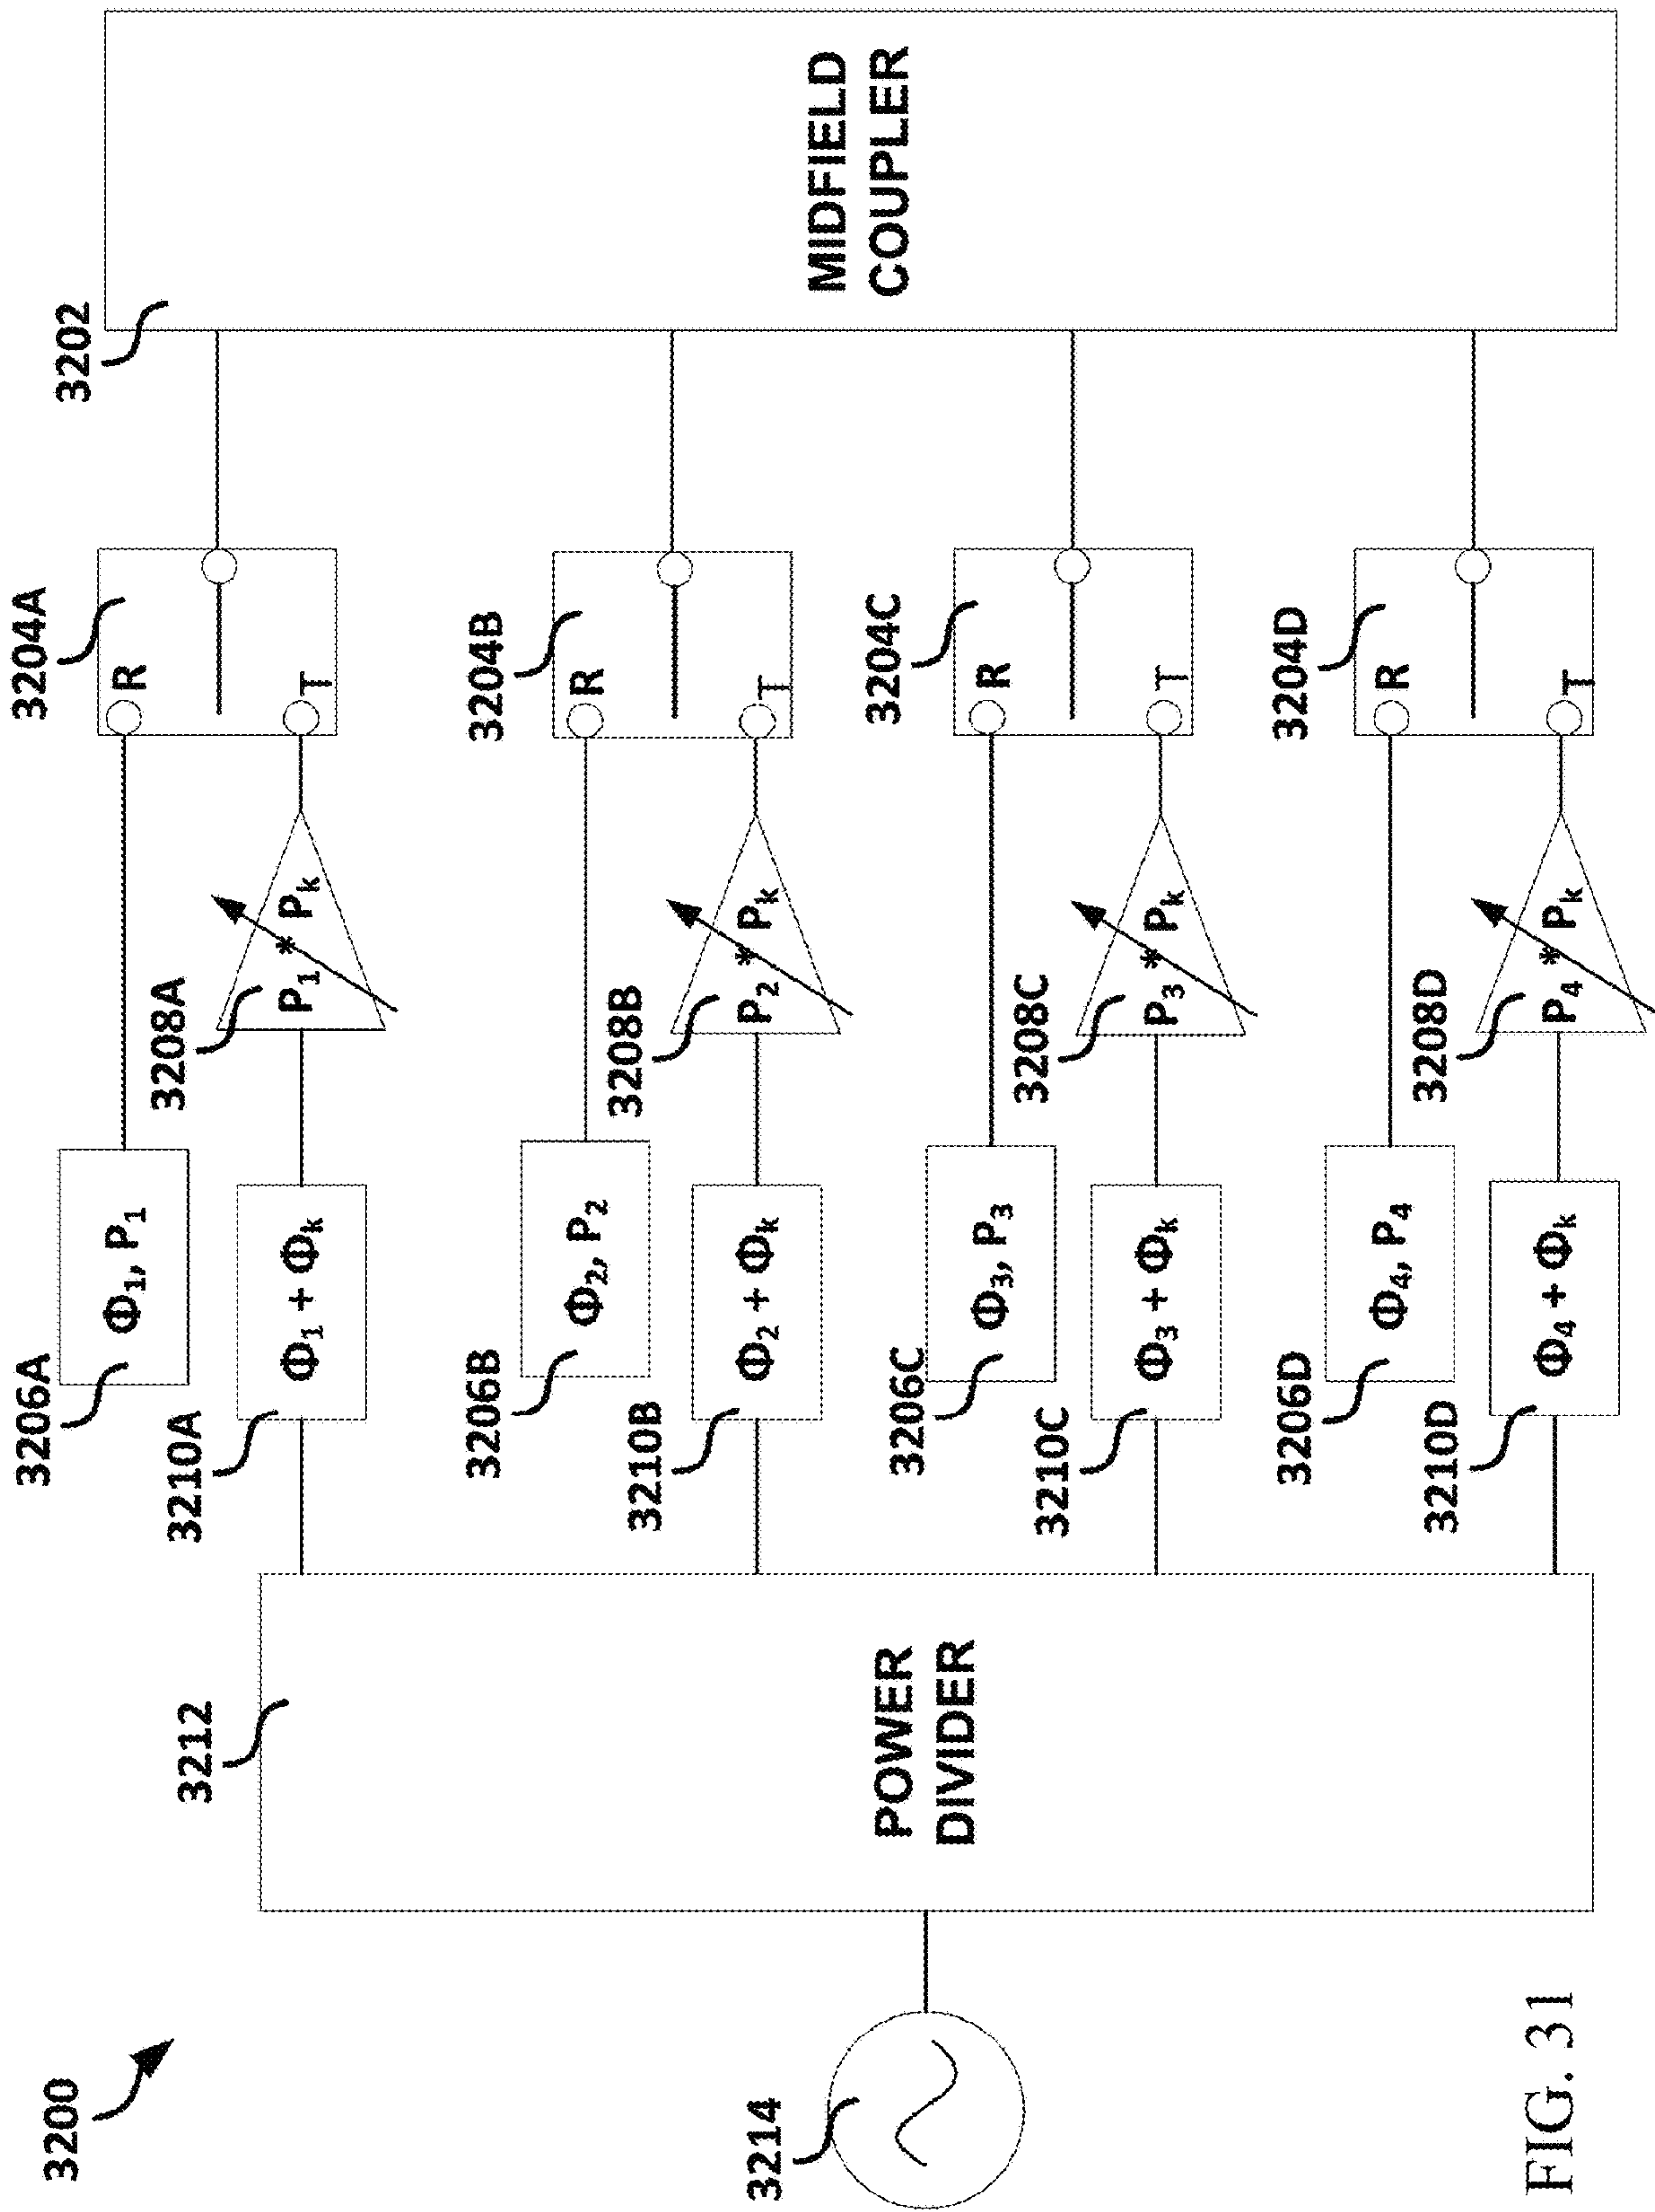 3200
3214
3212
POWER
DIVIDER
3206A
Φ1, P1
3210A
Φ1 + Φk
3208A
P1 * Pk
3204A
R
T
3206B
Φ2, P2
3210B
Φ2 + Φk
3208B
P2 * Pk
3204B
R
T
3206C
Φ3, P3
3210C
Φ3 + Φk
3208C
P3 * Pk
3204C
R
T
3206D
Φ4, P4
3210D
Φ4 + Φk
3208D
P4 * Pk
3204D
R
T
3202
MIDFIELD
COUPLER
FIG. 31